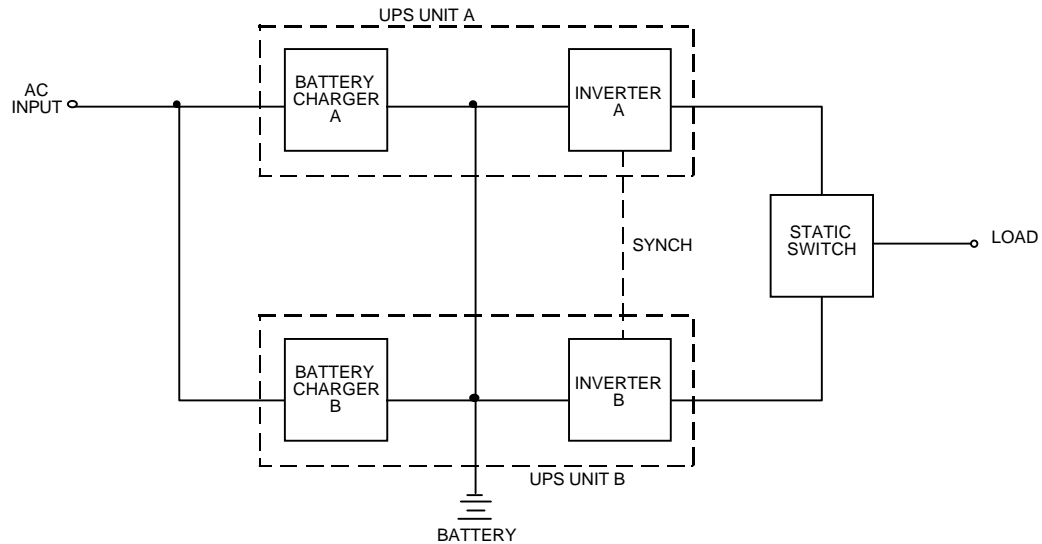 UPS UNIT A
AC
INPUT
BATTERY
CHARGER
A
INVERTER
A
SYNCH
STATIC
SWITCH
LOAD
BATTERY
CHARGER
B
INVERTER
B
UPS UNIT B
BATTERY